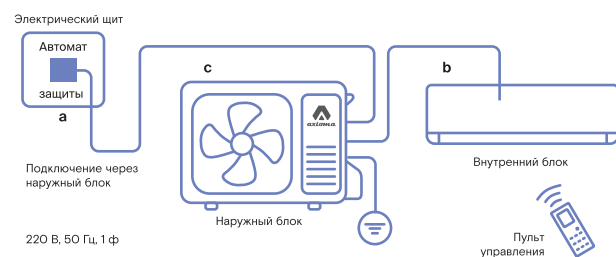 Электрический щит
Автомат
защиты
a
c
b
axioma
Подключение через
наружный блок
Наружный блок
Внутренний блок
220 В, 50 Гц, 1 ф
Пульт
управления